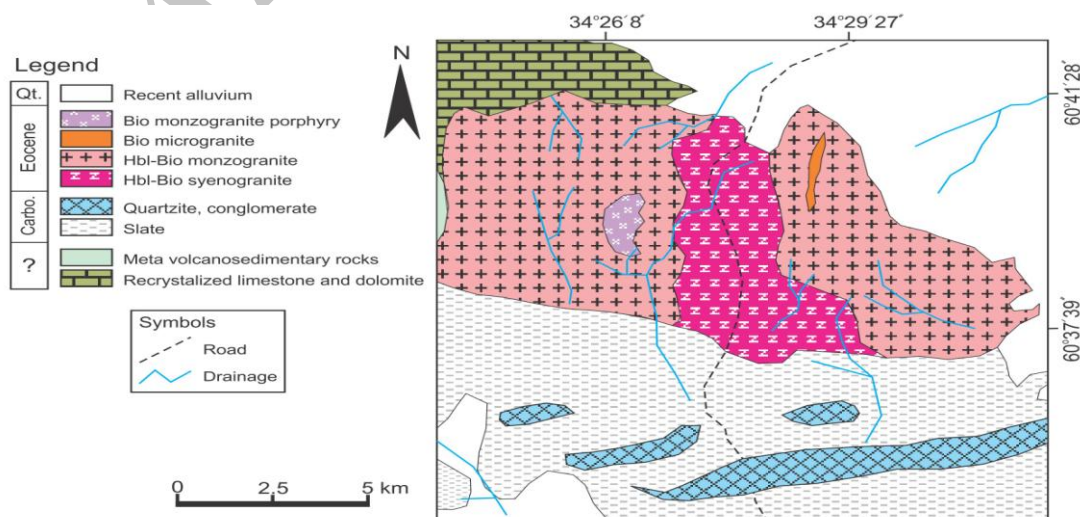 34°26´8´´
34°29´27´´
N
60°41´28´´
60°37´39´´
Legend
Qt.
Recent alluvium
Eocene
Bio monzogranite porphyry
Bio microgranite
Hbl-Bio monzogranite
Hbl-Bio syenogranite
Carbo.
Quartzite, conglomerate
Slate
?
Meta volcanosedimentary rocks
Recrystalized limestone and dolomite
Symbols
Road
Drainage
0 2.5 5 km